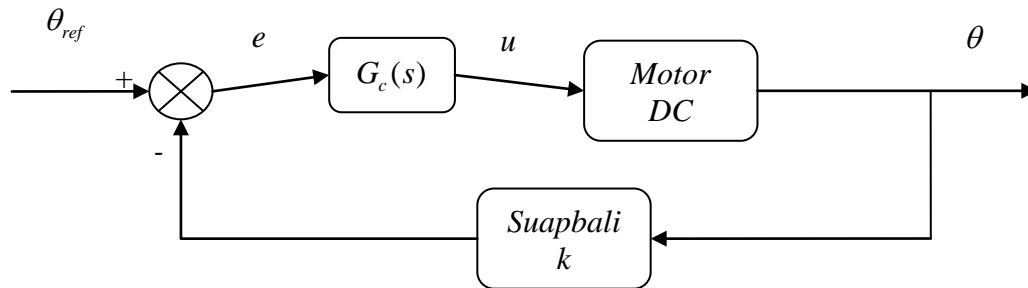 θ_ref
e
u
θ
+
G_c(s)
Motor
DC
-
Suapbali
k